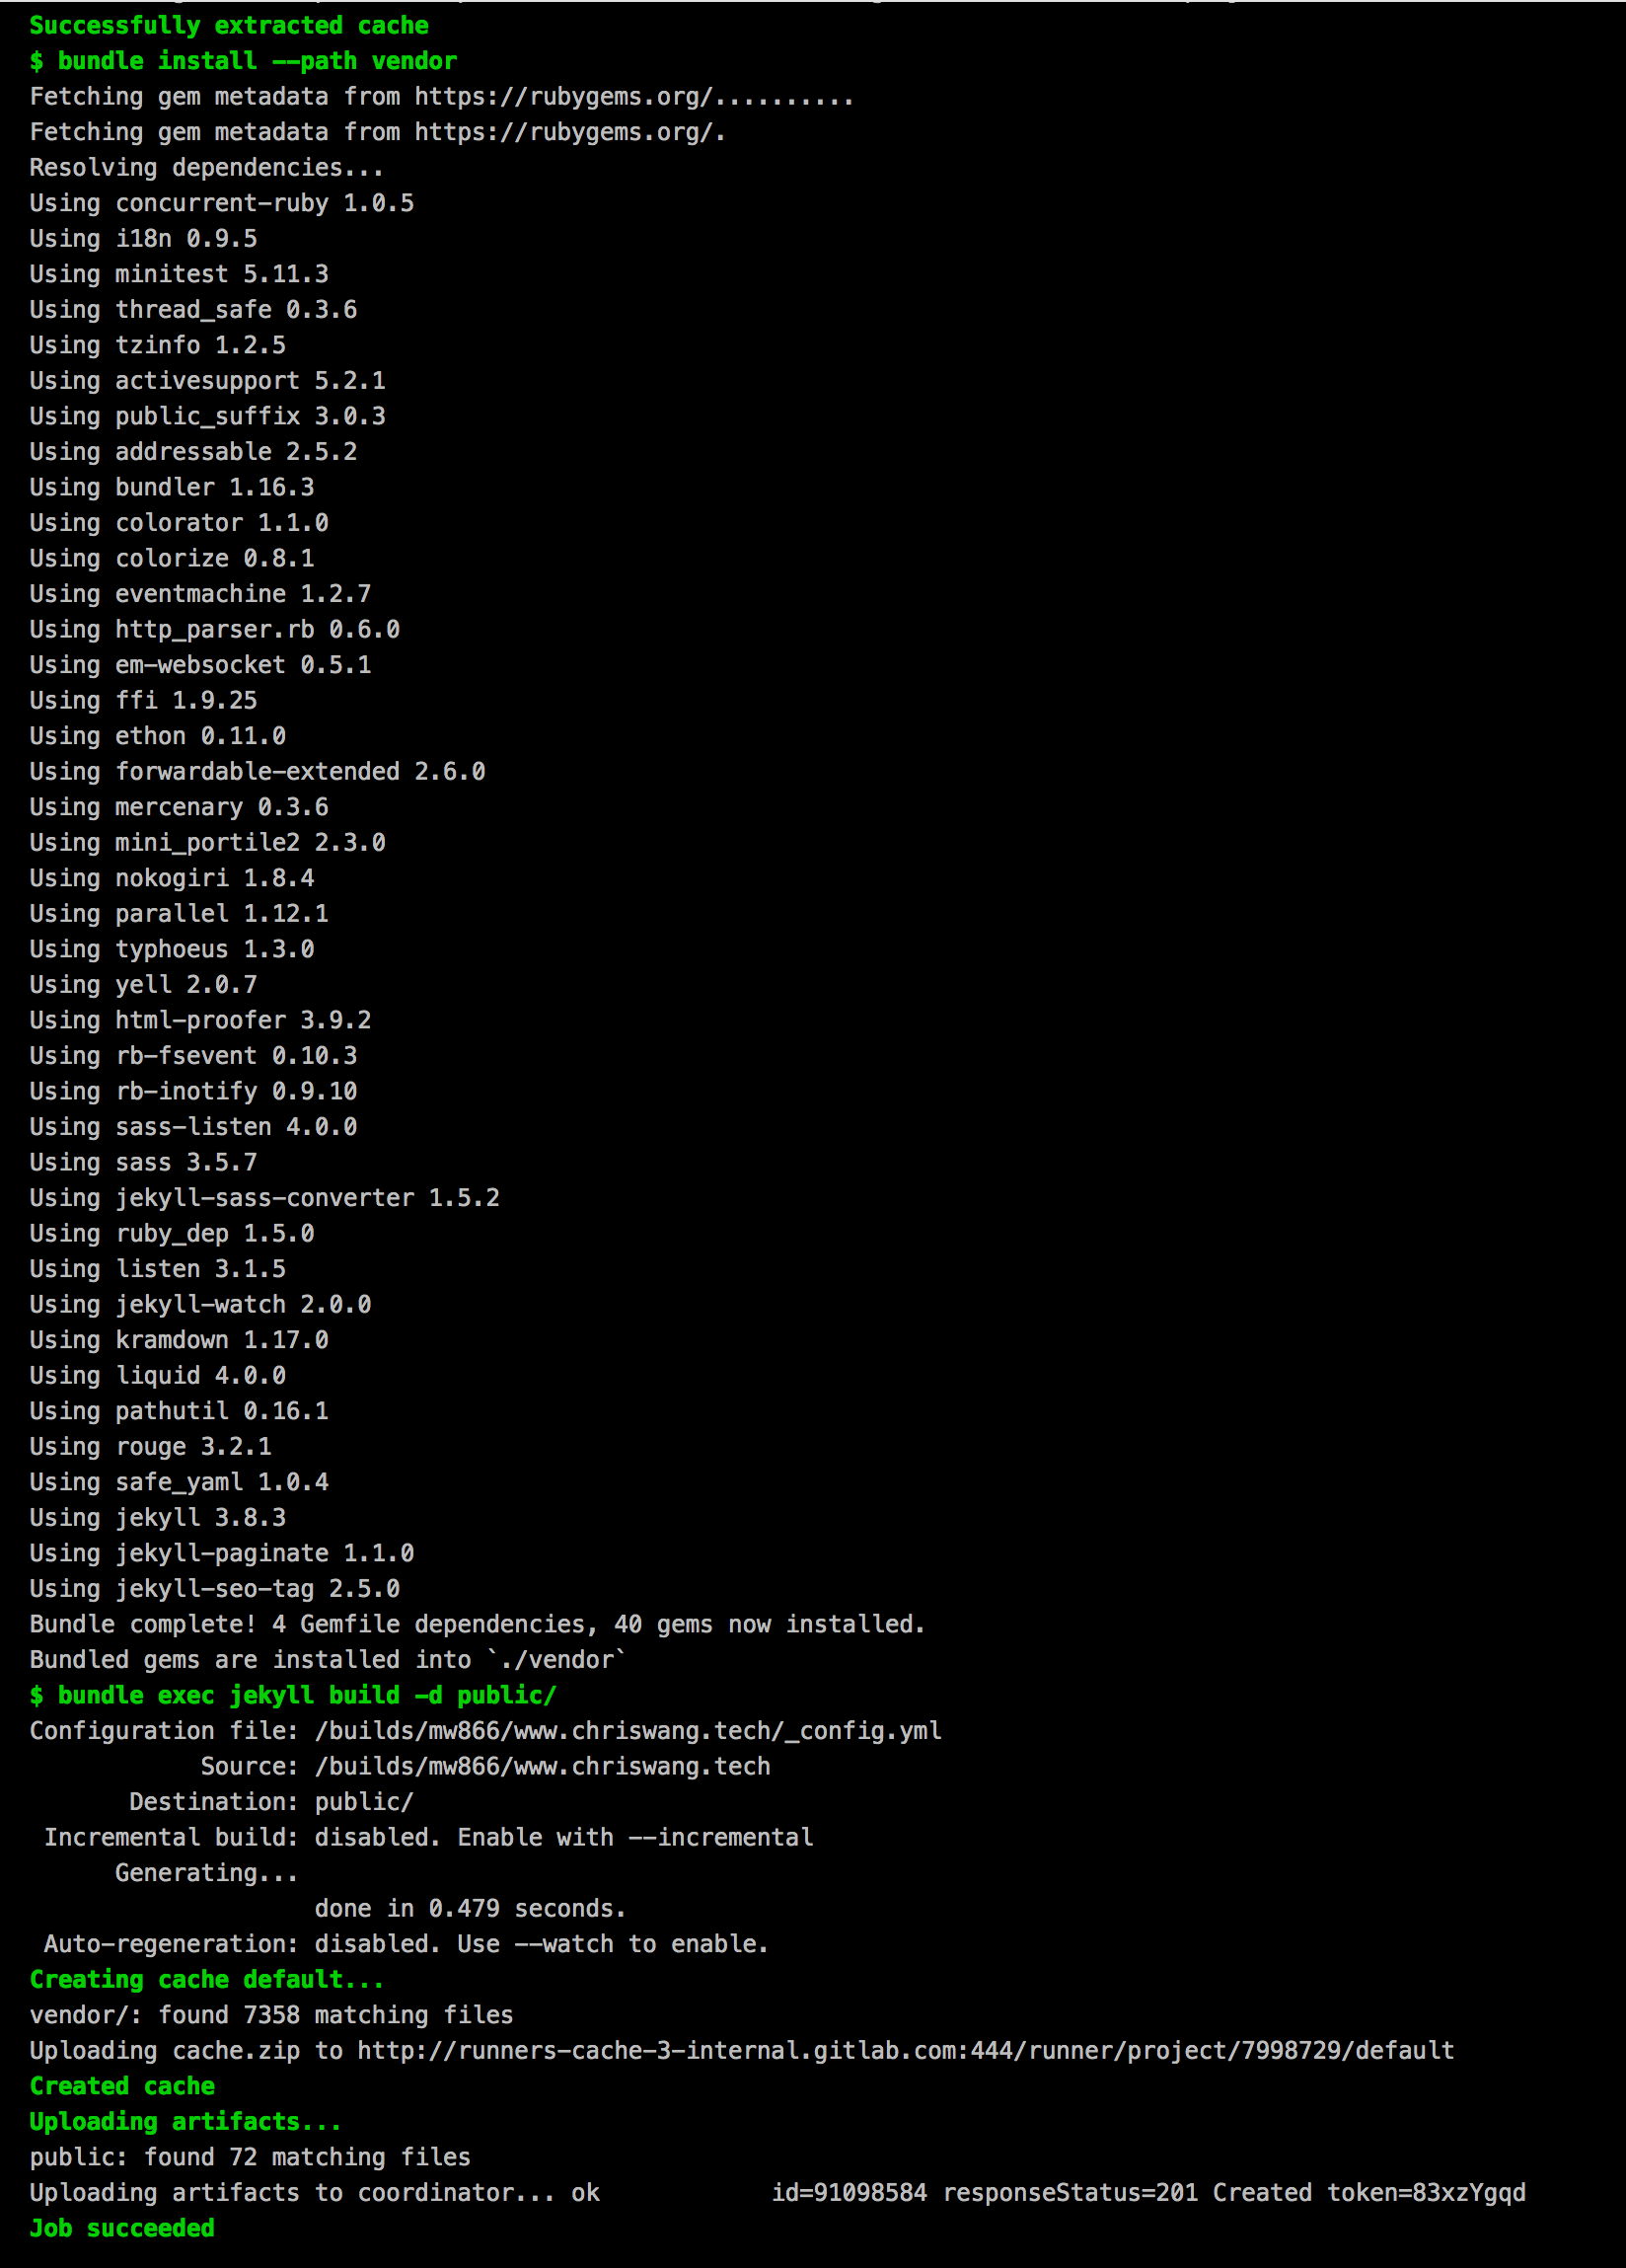 Successfully extracted cache
$ bundle install --path vendor
Fetching gem metadata from https://rubygems.org/..........
Fetching gem metadata from https://rubygems.org/.
Resolving dependencies...
Using concurrent-ruby 1.0.5
Using i18n 0.9.5
Using minitest 5.11.3
Using thread_safe 0.3.6
Using tzinfo 1.2.5
Using activesupport 5.2.1
Using public_suffix 3.0.3
Using addressable 2.5.2
Using bundler 1.16.3
Using colorator 1.1.0
Using colorize 0.8.1
Using eventmachine 1.2.7
Using http_parser.rb 0.6.0
Using em-websocket 0.5.1
Using ffi 1.9.25
Using ethon 0.11.0
Using forwardable-extended 2.6.0
Using mercenary 0.3.6
Using mini_portile2 2.3.0
Using nokogiri 1.8.4
Using parallel 1.12.1
Using typhoeus 1.3.0
Using yell 2.0.7
Using html-proofer 3.9.2
Using rb-fsevent 0.10.3
Using rb-inotify 0.9.10
Using sass-listen 4.0.0
Using sass 3.5.7
Using jekyll-sass-converter 1.5.2
Using ruby_dep 1.5.0
Using listen 3.1.5
Using jekyll-watch 2.0.0
Using kramdown 1.17.0
Using liquid 4.0.0
Using pathutil 0.16.1
Using rouge 3.2.1
Using safe_yaml 1.0.4
Using jekyll 3.8.3
Using jekyll-paginate 1.1.0
Using jekyll-seo-tag 2.5.0
Bundle complete! 4 Gemfile dependencies, 40 gems now installed.
Bundled gems are installed into `./vendor`
$ bundle exec jekyll build -d public/
Configuration file: /builds/mw866/www.chriswang.tech/_config.yml
Source: /builds/mw866/www.chriswang.tech
Destination: public/
Incremental build: disabled. Enable with --incremental
Generating...
done in 0.479 seconds.
Auto-regeneration: disabled. Use --watch to enable.
Creating cache default...
vendor/: found 7358 matching files
Uploading cache.zip to http://runners-cache-3-internal.gitlab.com:444/runner/project/7998729/default
Created cache
Uploading artifacts...
public: found 72 matching files
Uploading artifacts to coordinator... ok            id=91098584 responseStatus=201 Created token=83xzYgqd
Job succeeded